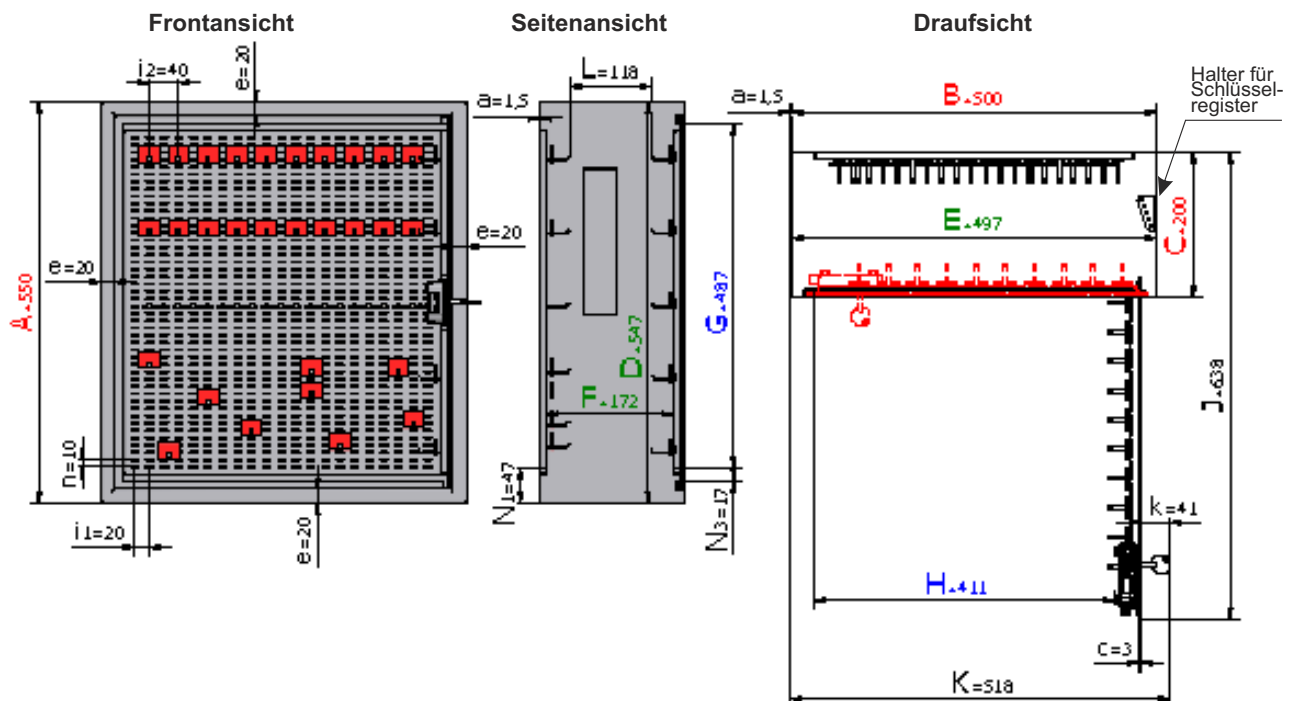 Frontansicht
Seitenansicht
Draufsicht
i2=40
e=20
L=118
a=1,5
a=1,5
B=500
Halter für
Schlüssel-
register
A=550
e=20
e=20
n=10
i1=20
e=20
G=487
D=547
F=172
N1=47
N3=17
E=497
C=200
J=638
k=41
H=411
c=3
K=518